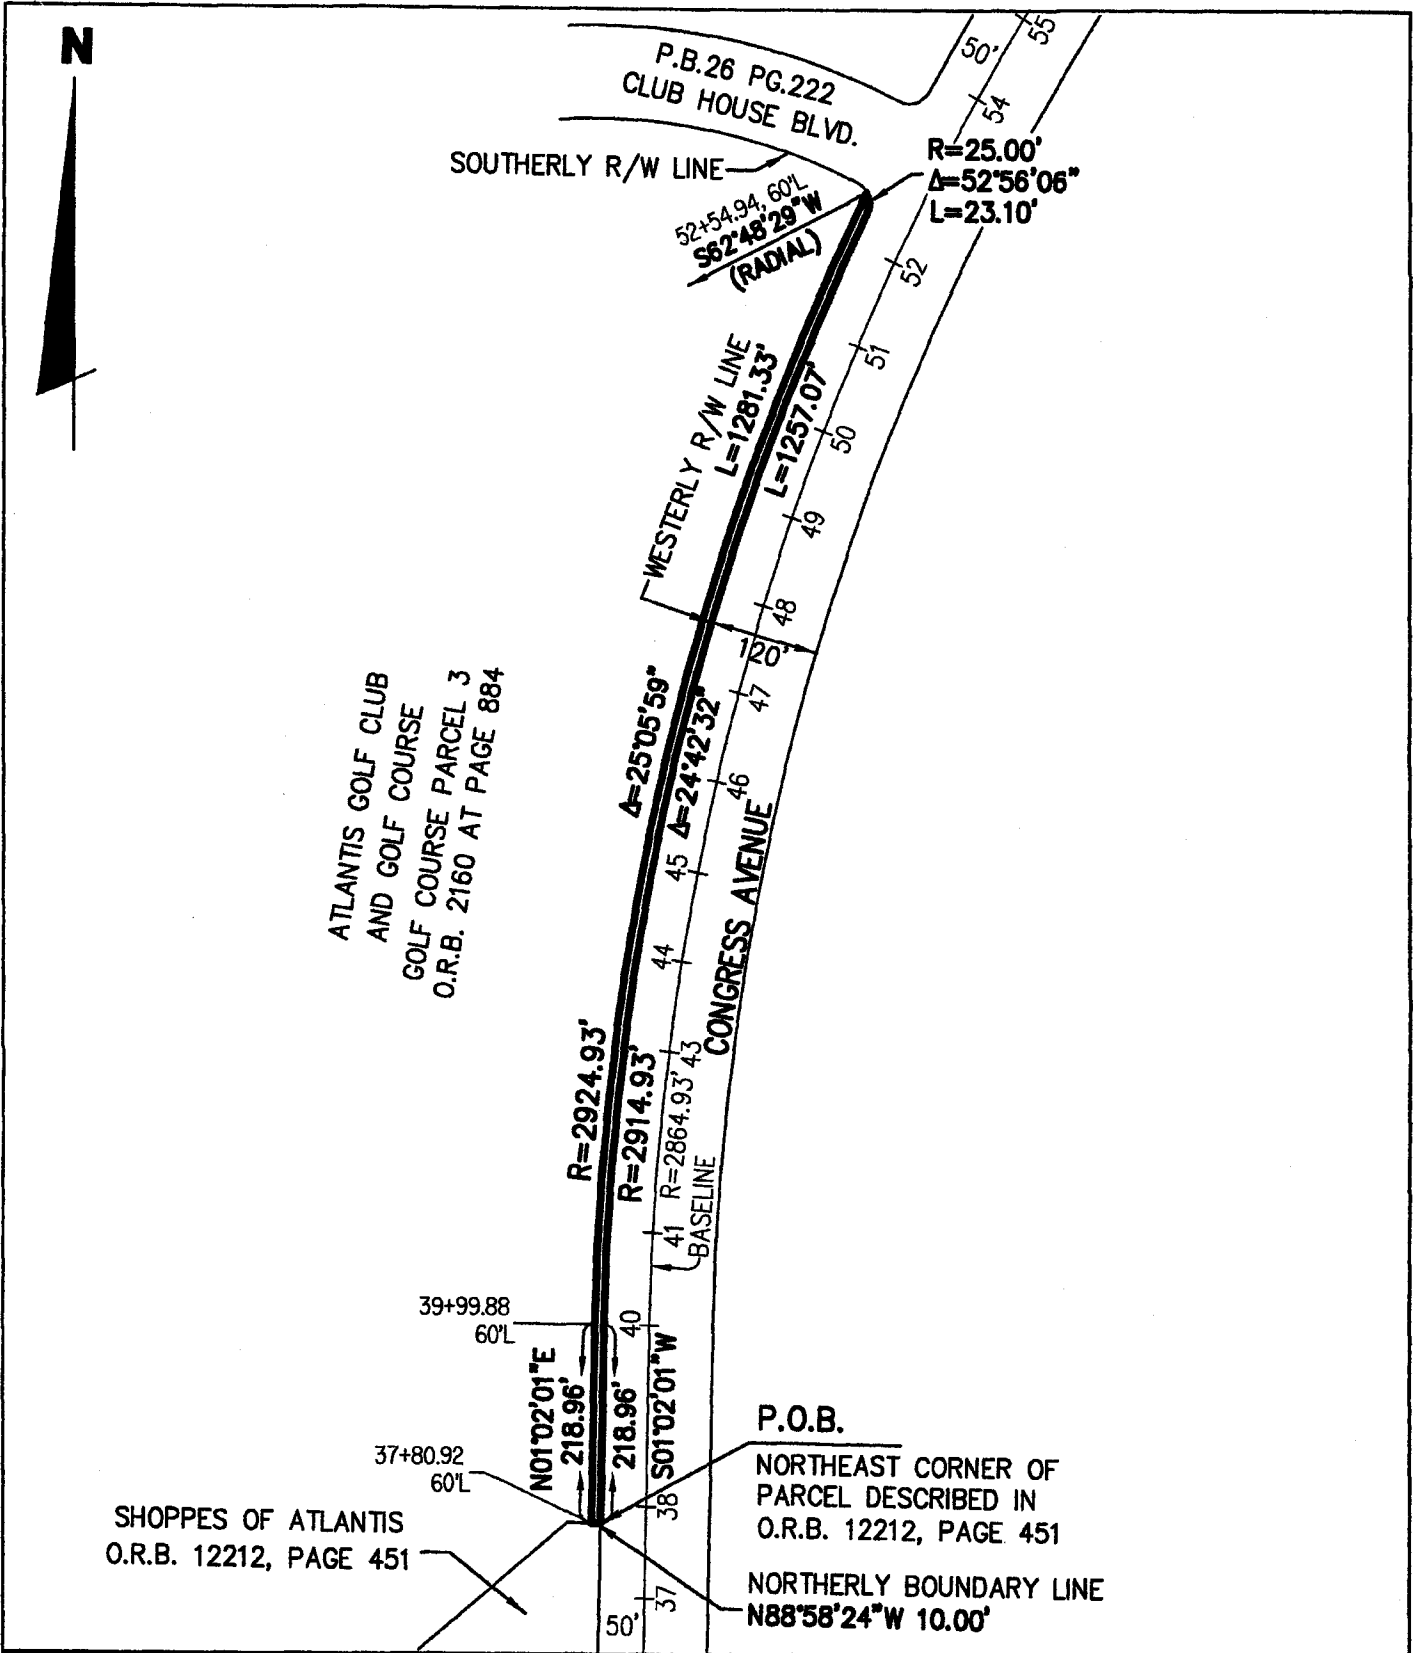 N
P.B.26 PG.222
CLUB HOUSE BLVD.
50'
55
54
SOUTHERLY R/W LINE
R=25.00'
Δ=52°56'06"
L=23.10'
52+54.94, 60'L
S62°48'29"W
(RADIAL)
52
51
50
49
48
WESTERLY R/W LINE
L=1281.33'
L=1257.07'
120'
47
46
45
44
43
41
40
38
37
Δ=25°05'59"
Δ=24°42'32"
ATLANTIS GOLF CLUB
AND GOLF COURSE
GOLF COURSE PARCEL 3
O.R.B. 2160 AT PAGE 884
CONGRESS AVENUE
R=2924.93'
R=2914.93'
R=2864.93'
BASELINE
39+99.88
60'L
N01°02'01"E
218.96'
218.96'
S01°02'01"W
37+80.92
60'L
P.O.B.
NORTHEAST CORNER OF
PARCEL DESCRIBED IN
O.R.B. 12212, PAGE 451
SHOPPES OF ATLANTIS
O.R.B. 12212, PAGE 451
NORTHERLY BOUNDARY LINE
N88°58'24"W 10.00'
50'